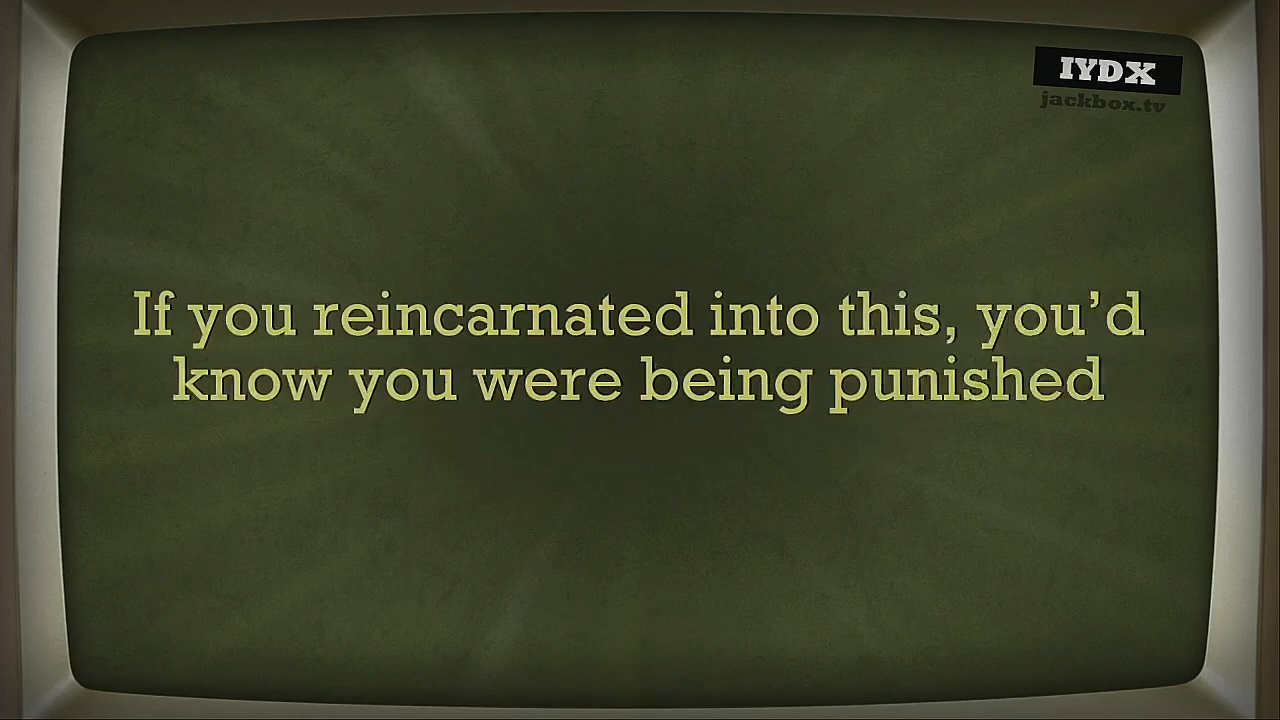 IYDX
jackbox.tv
If you reincarnated into this, you’d
know you were being punished